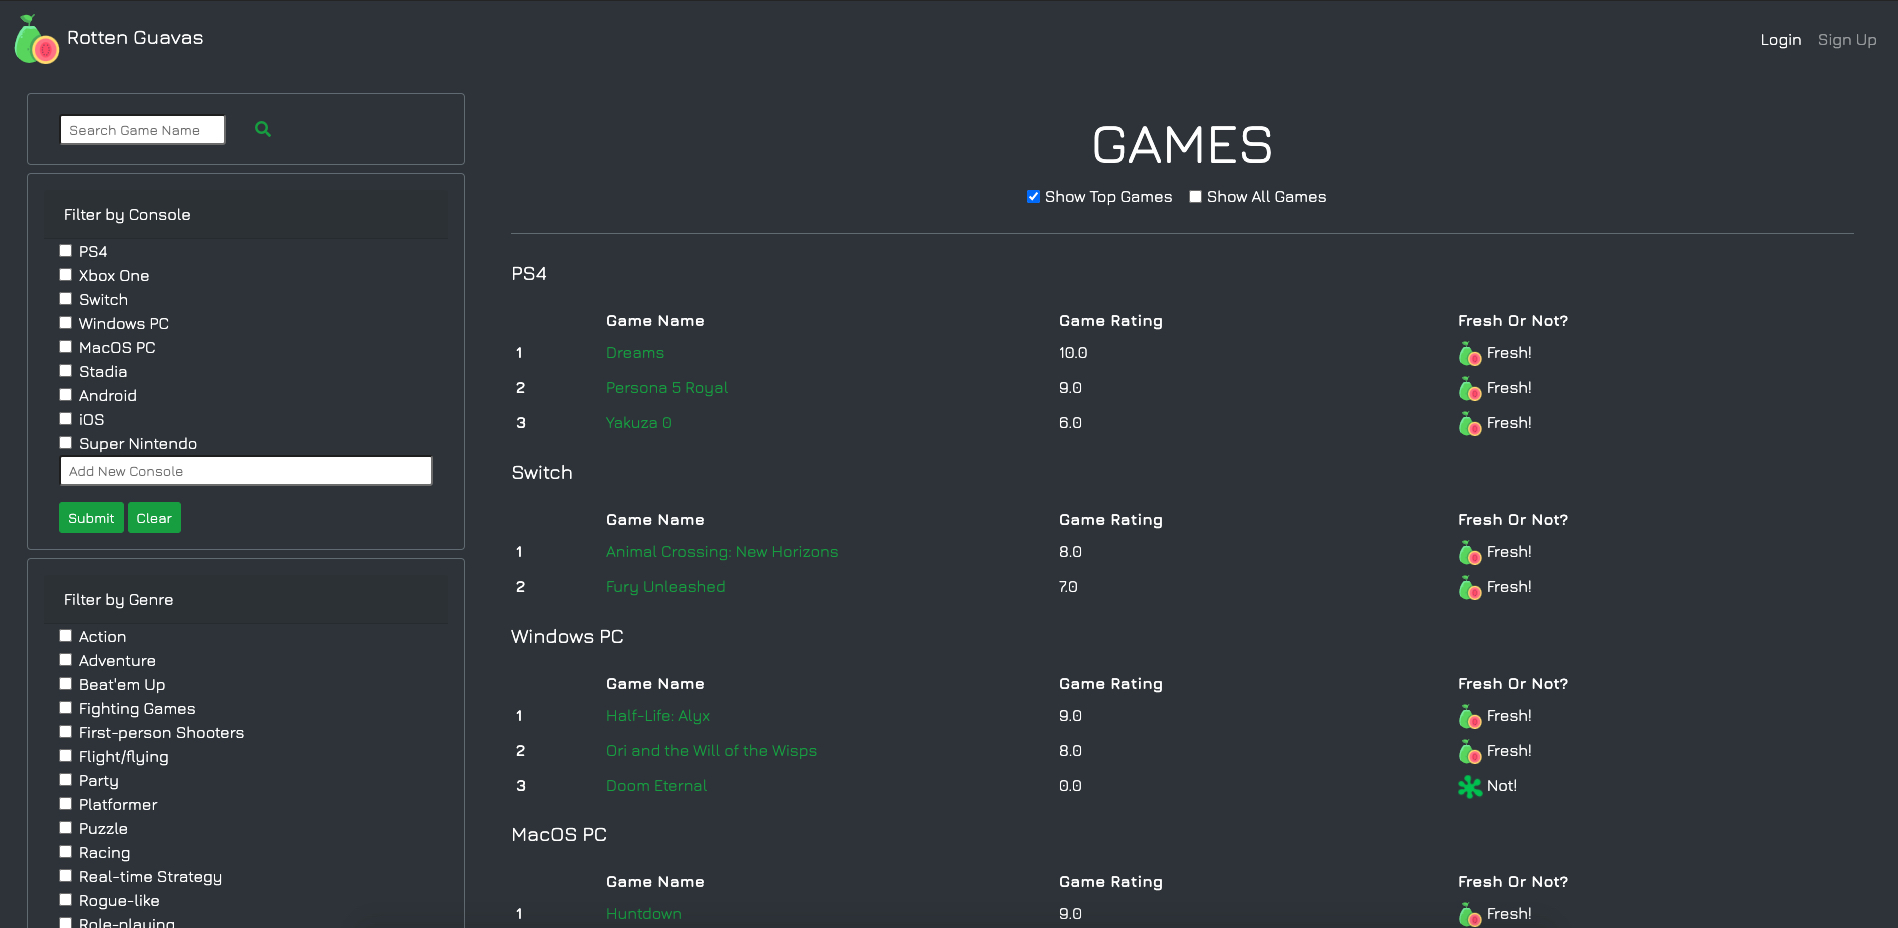 Rotten Guavas
Login Sign Up
Search Game Name
Filter by Console
PS4
Xbox One
Switch
Windows PC
MacOS PC
Stadia
Android
iOS
Super Nintendo
Add New Console
Submit Clear
Filter by Genre
Action
Adventure
Beat'em Up
Fighting Games
First-person Shooters
Flight/flying
Party
Platformer
Puzzle
Racing
Real-time Strategy
Rogue-like
Role-playing
GAMES
Show Top Games Show All Games
PS4
Game Name Game Rating Fresh Or Not?
1 Dreams 10.0 Fresh!
2 Persona 5 Royal 9.0 Fresh!
3 Yakuza 0 6.0 Fresh!
Switch
Game Name Game Rating Fresh Or Not?
1 Animal Crossing: New Horizons 8.0 Fresh!
2 Fury Unleashed 7.0 Fresh!
Windows PC
Game Name Game Rating Fresh Or Not?
1 Half-Life: Alyx 9.0 Fresh!
2 Ori and the Will of the Wisps 8.0 Fresh!
3 Doom Eternal 0.0 Not!
MacOS PC
Game Name Game Rating Fresh Or Not?
1 Huntdown 9.0 Fresh!